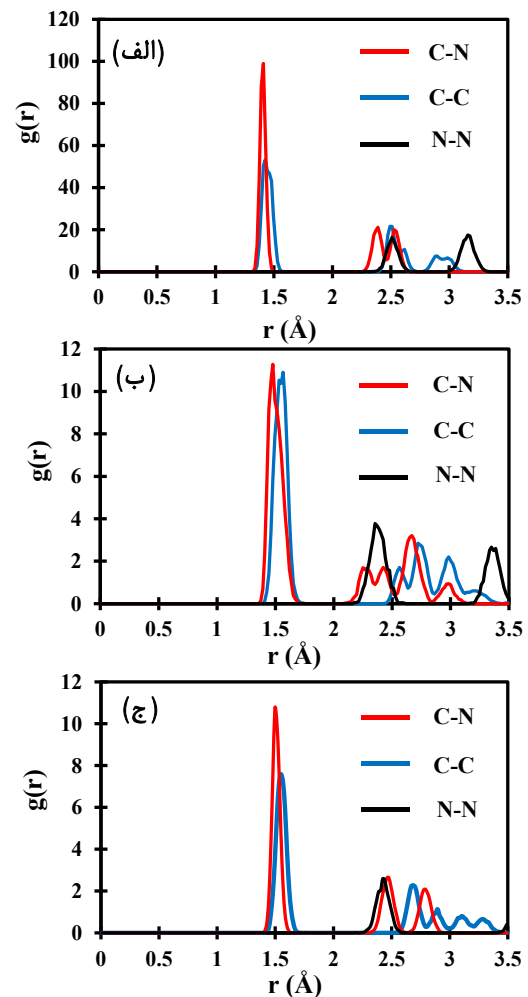 (الف)
g(r)
120
100
80
60
40
20
0
C-N
C-C
N-N
0 0.5 1 1.5 2 2.5 3 3.5
r (Å)
(ب)
g(r)
12
10
8
6
4
2
0
C-N
C-C
N-N
0 0.5 1 1.5 2 2.5 3 3.5
r (Å)
(ج)
g(r)
12
10
8
6
4
2
0
C-N
C-C
N-N
0 0.5 1 1.5 2 2.5 3 3.5
r (Å)